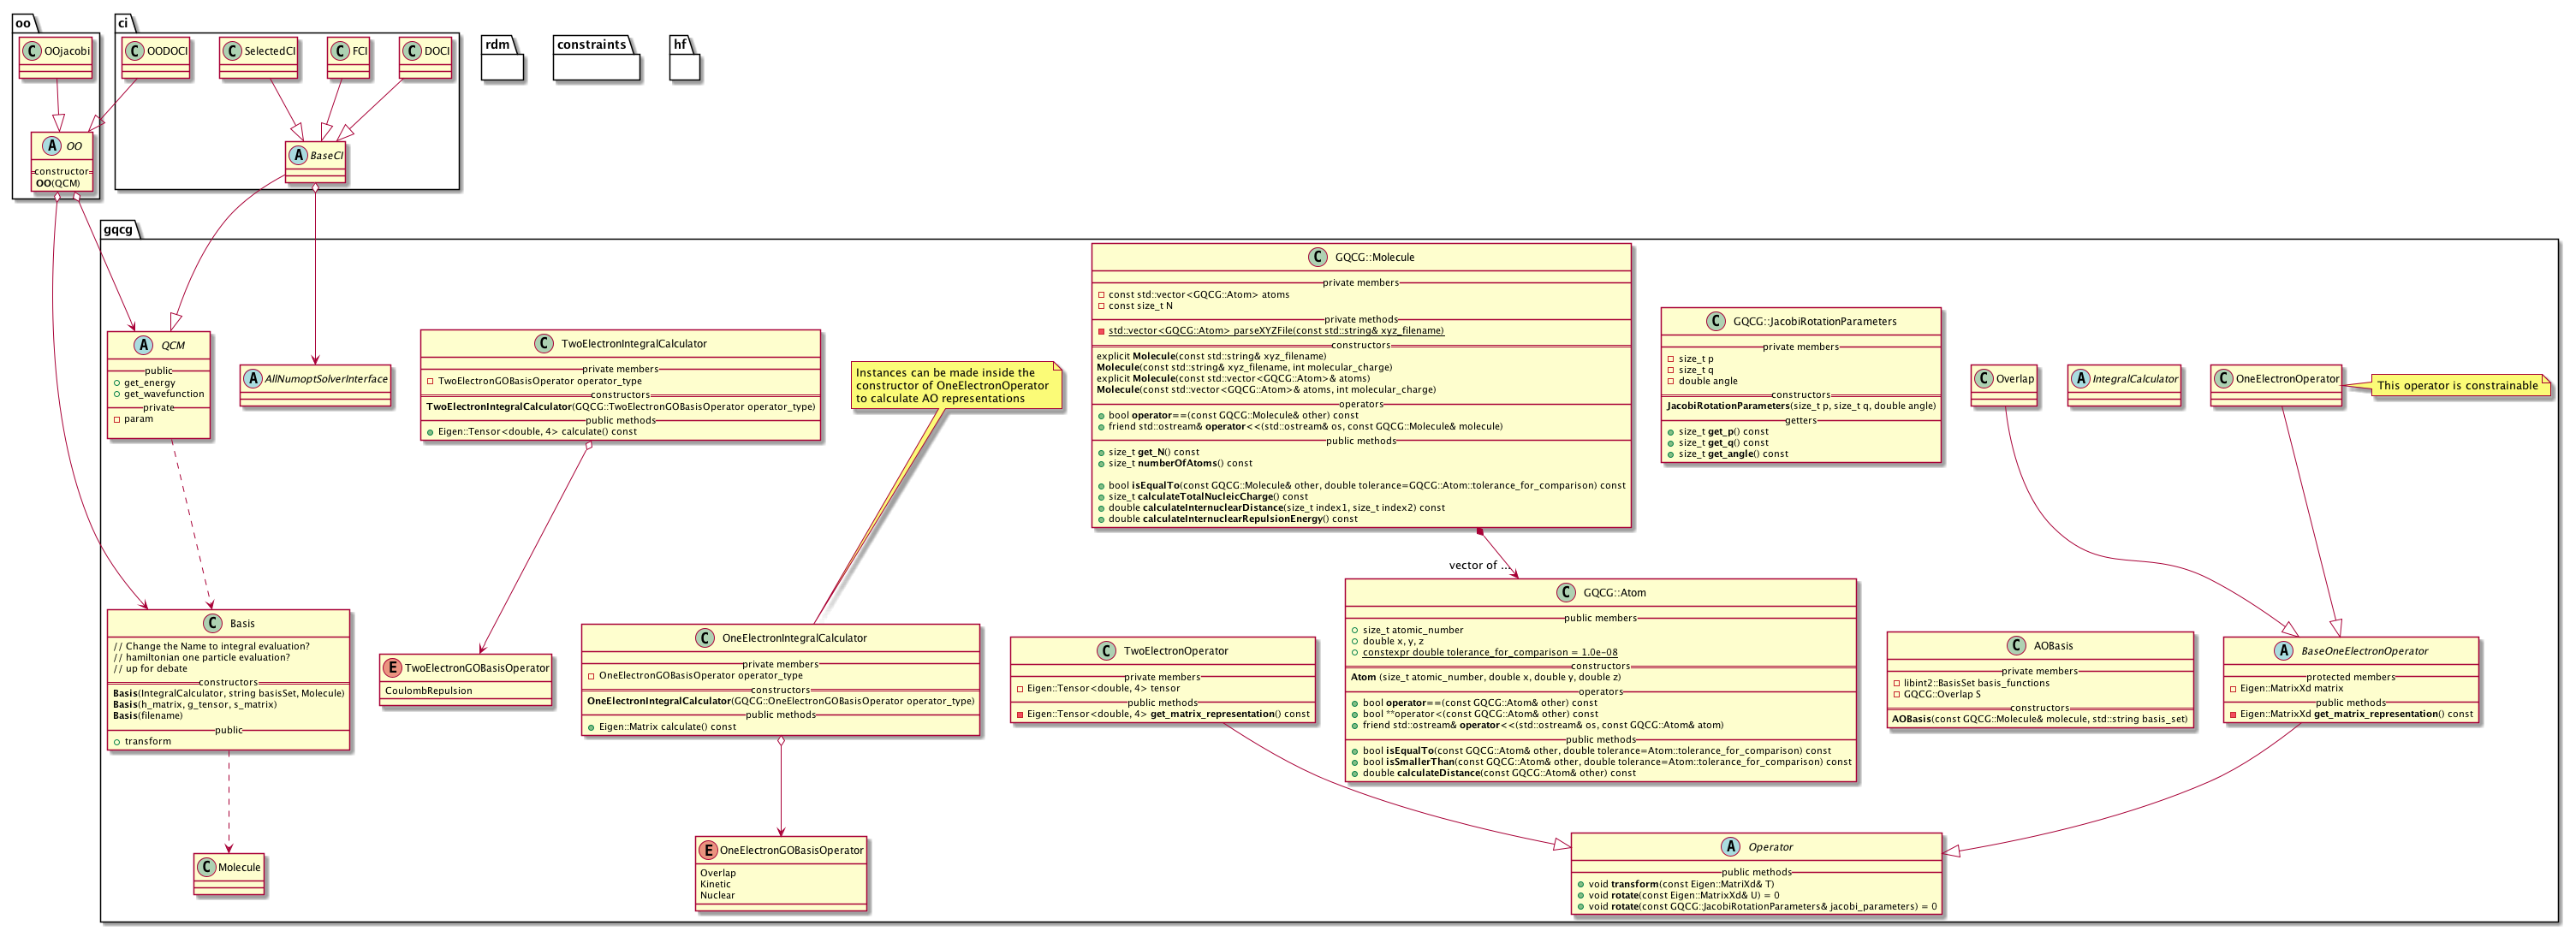 oo
C OOjacobi
A OO
constructor
OO(QCM)
ci
C OODOCI
C SelectedCI
C FCI
C DOCI
A BaseCI
rdm
constraints
hf
gqcg
A QCM
public
get_energy
get_wavefunction
private
param
A AllNumoptSolverInterface
C TwoElectronIntegralCalculator
private members
TwoElectronGOBasisOperator operator_type
constructors
TwoElectronIntegralCalculator(GQCG::TwoElectronGOBasisOperator operator_type)
public methods
Eigen::Tensor<double, 4> calculate() const
Instances can be made inside the
constructor of OneElectronOperator
to calculate AO representations
C GQCG::Molecule
private members
const std::vector<GQCG::Atom> atoms
const size_t N
private methods
std::vector<GQCG::Atom> parseXYZFile(const std::string& xyz_filename)
constructors
explicit Molecule(const std::string& xyz_filename)
Molecule(const std::string& xyz_filename, int molecular_charge)
explicit Molecule(const std::vector<GQCG::Atom>& atoms)
Molecule(const std::vector<GQCG::Atom>& atoms, int molecular_charge)
operators
bool operator==(const GQCG::Molecule& other) const
friend std::ostream& operator<<(std::ostream& os, const GQCG::Molecule& molecule)
public methods
size_t get_N() const
size_t numberOfAtoms() const
bool isEqualTo(const GQCG::Molecule& other, double tolerance=GQCG::Atom::tolerance_for_comparison) const
size_t calculateTotalNucleicCharge() const
double calculateInternuclearDistance(size_t index1, size_t index2) const
double calculateInternuclearRepulsionEnergy() const
C GQCG::JacobiRotationParameters
private members
size_t p
size_t q
double angle
constructors
JacobiRotationParameters(size_t p, size_t q, double angle)
getters
size_t get_p() const
size_t get_q() const
size_t get_angle() const
C Overlap
A IntegralCalculator
C OneElectronOperator
This operator is constrainable
vector of ...
C Basis
// Change the Name to integral evaluation?
// hamiltonian one particle evaluation?
// up for debate
constructors
Basis(IntegralCalculator, string basisSet, Molecule)
Basis(h_matrix, g_tensor, s_matrix)
Basis(filename)
public
transform
E TwoElectronGOBasisOperator
CoulombRepulsion
C OneElectronIntegralCalculator
private members
OneElectronGOBasisOperator operator_type
constructors
OneElectronIntegralCalculator(GQCG::OneElectronGOBasisOperator operator_type)
public methods
Eigen::Matrix calculate() const
C TwoElectronOperator
private members
Eigen::Tensor<double, 4> tensor
public methods
Eigen::Tensor<double, 4> get_matrix_representation() const
C GQCG::Atom
public members
size_t atomic_number
double x, y, z
constexpr double tolerance_for_comparison = 1.0e-08
constructors
Atom (size_t atomic_number, double x, double y, double z)
operators
bool operator==(const GQCG::Atom& other) const
bool **operator<(const GQCG::Atom& other) const
friend std::ostream& operator<<(std::ostream& os, const GQCG::Atom& atom)
public methods
bool isEqualTo(const GQCG::Atom& other, double tolerance=Atom::tolerance_for_comparison) const
bool isSmallerThan(const GQCG::Atom& other, double tolerance=Atom::tolerance_for_comparison) const
double calculateDistance(const GQCG::Atom& other) const
C AOBasis
private members
libint2::BasisSet basis_functions
GQCG::Overlap S
constructors
AOBasis(const GQCG::Molecule& molecule, std::string basis_set)
A BaseOneElectronOperator
protected members
Eigen::MatrixXd matrix
public methods
Eigen::MatrixXd get_matrix_representation() const
C Molecule
E OneElectronGOBasisOperator
Overlap
Kinetic
Nuclear
A Operator
public methods
void transform(const Eigen::MatriXd& T)
void rotate(const Eigen::MatrixXd& U) = 0
void rotate(const GQCG::JacobiRotationParameters& jacobi_parameters) = 0